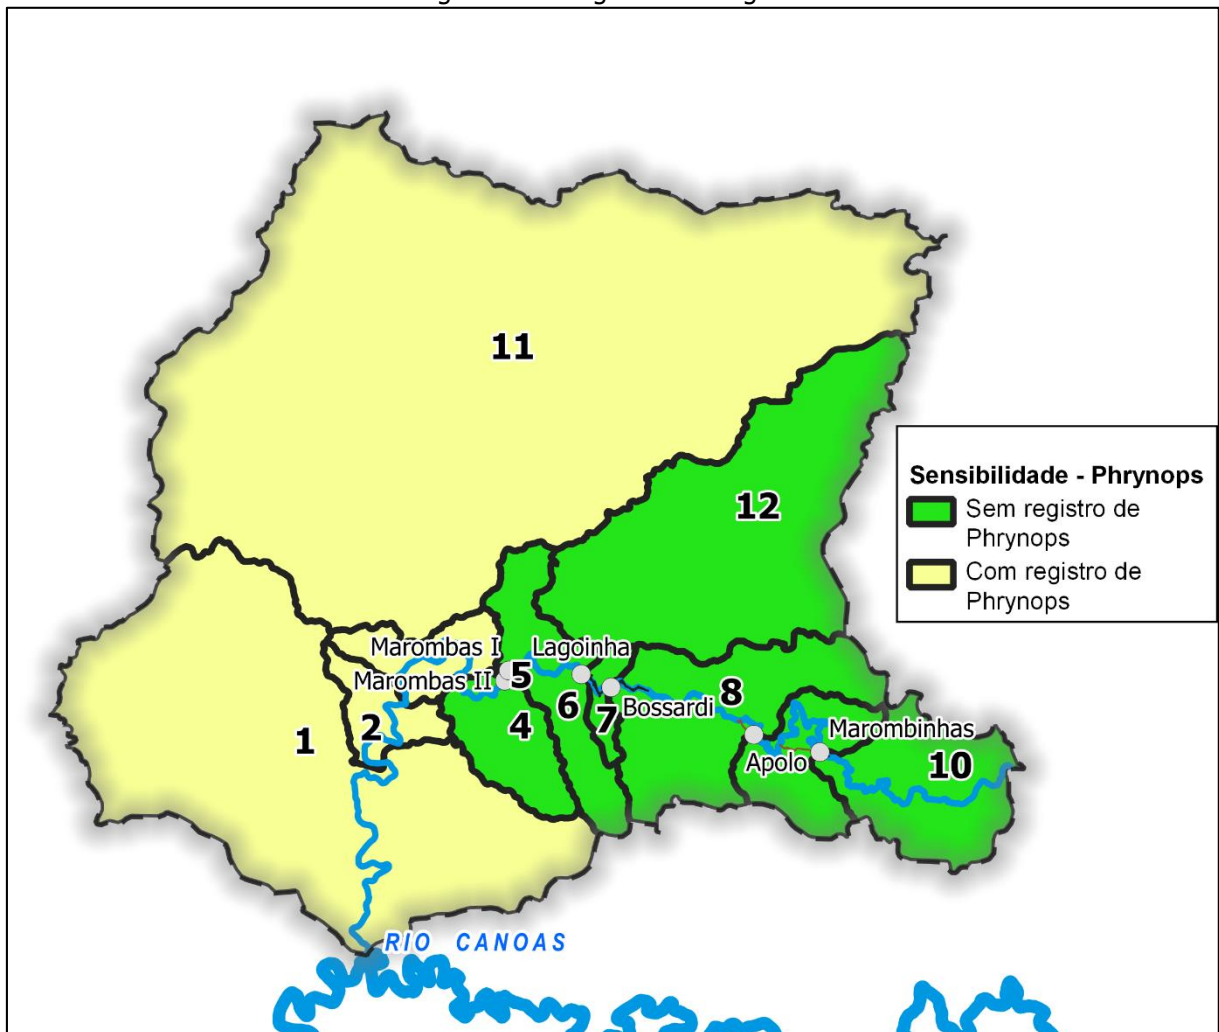 11
12
Sensibilidade - Phrynops
Sem registro de
Phrynops
Com registro de
Phrynops
Marombas I
Lagoinha
Marombas II
5
1
2
4
6
7
8
Bossardi
Marombinhas
Apolo
10
RIO CANOAS